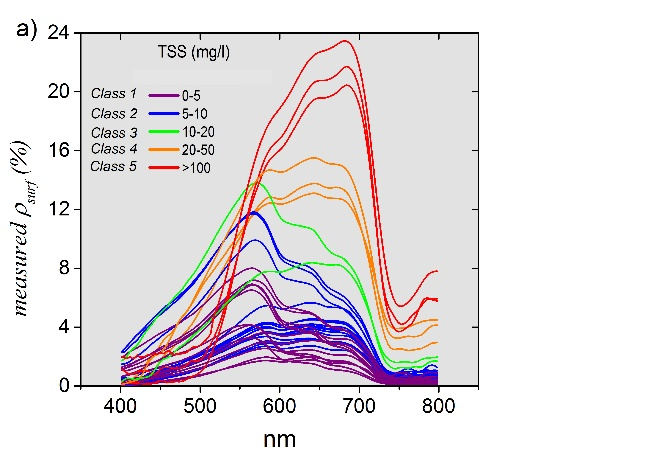 a)
TSS (mg/l)
Class 1 0-5
Class 2 5-10
Class 3 10-20
Class 4 20-50
Class 5 >100
24
20
16
12
8
4
0
measured ρsurf (%)
400 500 600 700 800
nm